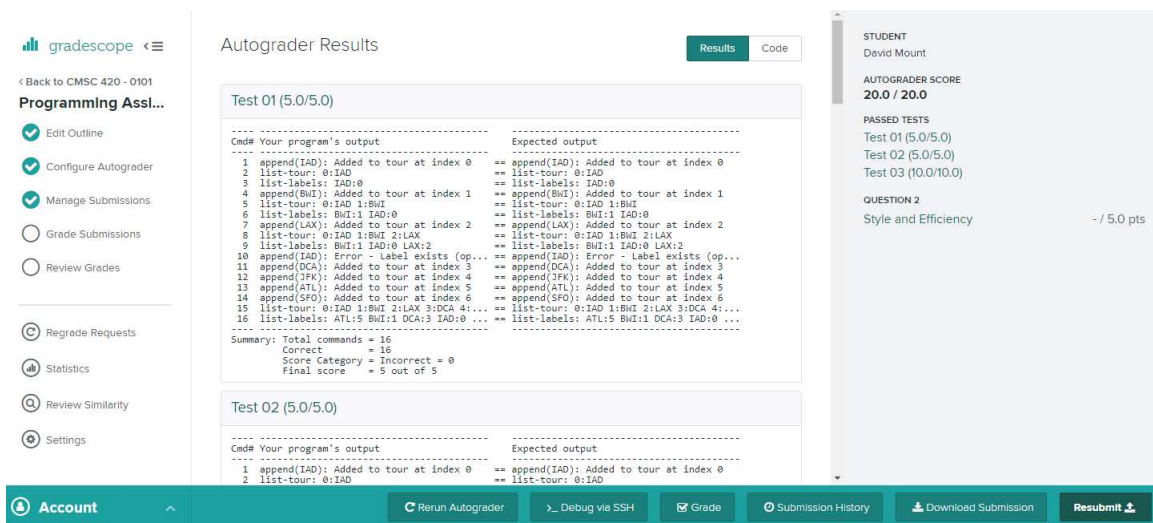 gradescope
< Back to CMSC 420 - 0101
Programming Assi...
Edit Outline
Configure Autograder
Manage Submissions
Grade Submissions
Review Grades
Regrade Requests
Statistics
Review Similarity
Settings
Account
Autograder Results
Results Code
Test 01 (5.0/5.0)
---- ---------------------------------------- ----------------------------------------
Cmd# Your program's output Expected output
---- ---------------------------------------- ----------------------------------------
1 append(IAD): Added to tour at index 0 == append(IAD): Added to tour at index 0
2 list-tour: 0:IAD == list-tour: 0:IAD
3 list-labels: IAD:0 == list-labels: IAD:0
4 append(BWI): Added to tour at index 1 == append(BWI): Added to tour at index 1
5 list-tour: 0:IAD 1:BWI == list-tour: 0:IAD 1:BWI
6 list-labels: BWI:1 IAD:0 == list-labels: BWI:1 IAD:0
7 append(LAX): Added to tour at index 2 == append(LAX): Added to tour at index 2
8 list-tour: 0:IAD 1:BWI 2:LAX == list-tour: 0:IAD 1:BWI 2:LAX
9 list-labels: BWI:1 IAD:0 LAX:2 == list-labels: BWI:1 IAD:0 LAX:2
10 append(IAD): Error - Label exists (op... == append(IAD): Error - Label exists (op...
11 append(DCA): Added to tour at index 3 == append(DCA): Added to tour at index 3
12 append(JFK): Added to tour at index 4 == append(JFK): Added to tour at index 4
13 append(ATL): Added to tour at index 5 == append(ATL): Added to tour at index 5
14 append(SFO): Added to tour at index 6 == append(SFO): Added to tour at index 6
15 list-tour: 0:IAD 1:BWI 2:LAX 3:DCA 4:... == list-tour: 0:IAD 1:BWI 2:LAX 3:DCA 4:...
16 list-labels: ATL:5 BWI:1 DCA:3 IAD:0 ... == list-labels: ATL:5 BWI:1 DCA:3 IAD:0 ...
---- ---------------------------------------- ----------------------------------------
Summary: Total commands = 16
Correct = 16
Score Category = Incorrect = 0
Final score = 5 out of 5
Test 02 (5.0/5.0)
---- ---------------------------------------- ----------------------------------------
Cmd# Your program's output Expected output
---- ---------------------------------------- ----------------------------------------
1 append(IAD): Added to tour at index 0 == append(IAD): Added to tour at index 0
2 list-tour: 0:IAD == list-tour: 0:IAD
STUDENT
David Mount
AUTOGRADER SCORE
20.0 / 20.0
PASSED TESTS
Test 01 (5.0/5.0)
Test 02 (5.0/5.0)
Test 03 (10.0/10.0)
QUESTION 2
Style and Efficiency - / 5.0 pts
Rerun Autograder >_ Debug via SSH Grade Submission History Download Submission Resubmit